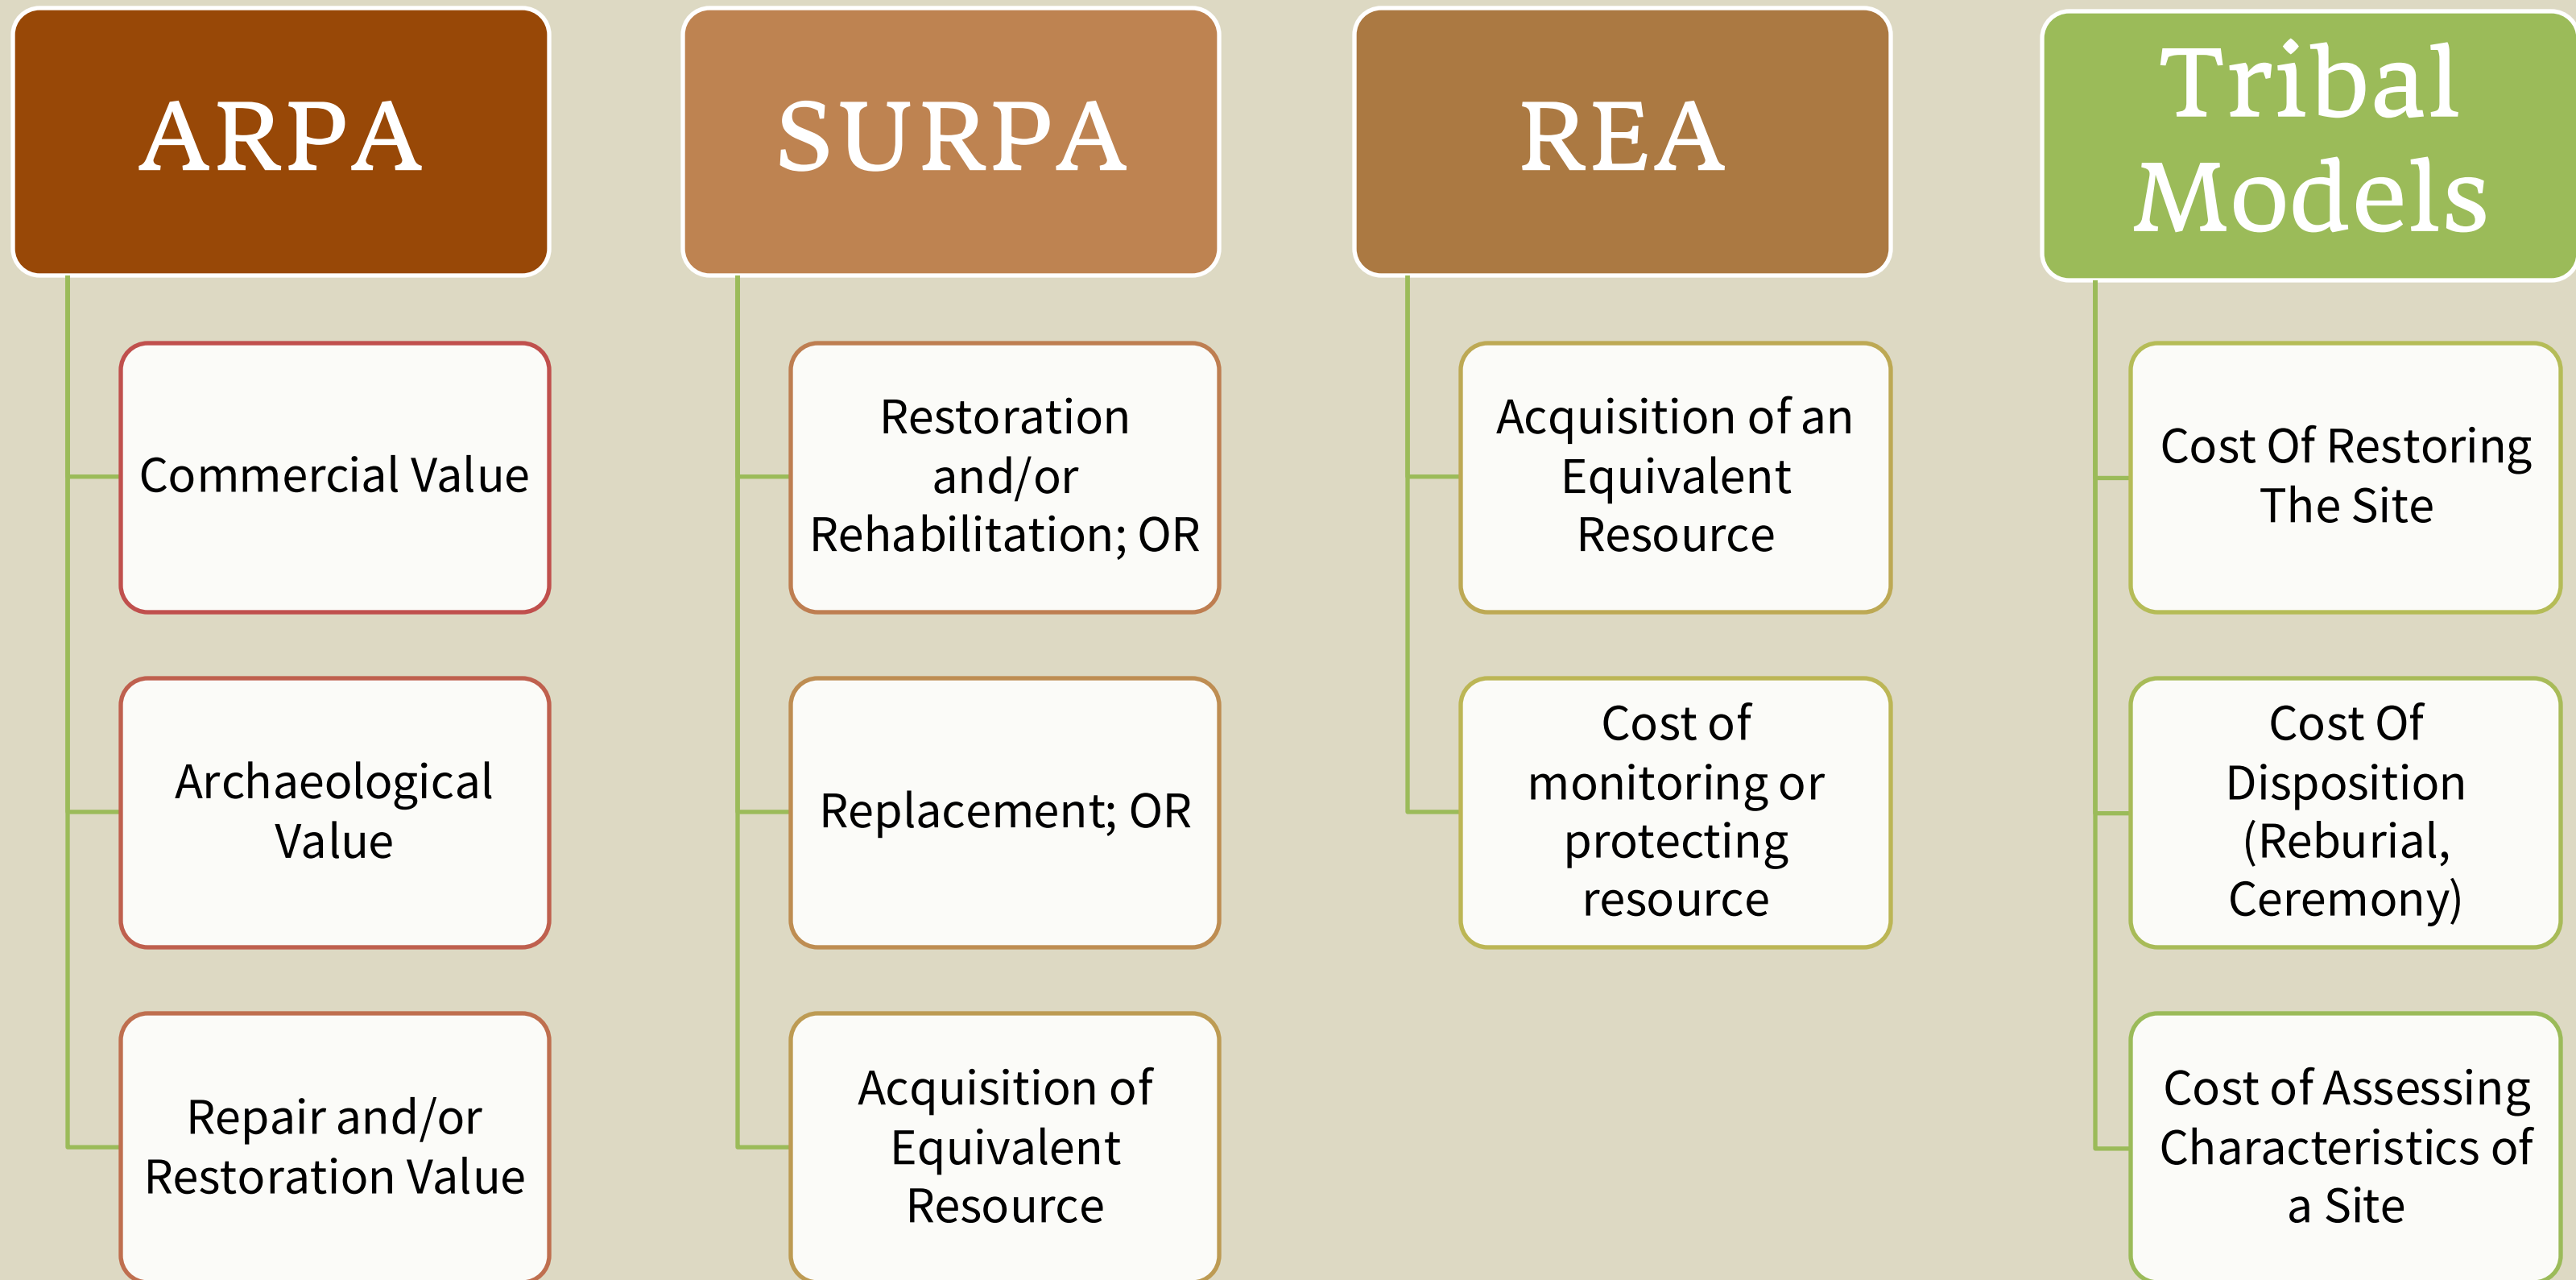 ARPA
Commercial Value
Archaeological
Value
Repair and/or
Restoration Value
SURPA
Restoration
and/or
Rehabilitation; OR
Replacement; OR
Acquisition of
Equivalent
Resource
REA
Acquisition of an
Equivalent
Resource
Cost of
monitoring or
protecting
resource
Tribal
Models
Cost Of Restoring
The Site
Cost Of
Disposition
(Reburial,
Ceremony)
Cost of Assessing
Characteristics of
a Site